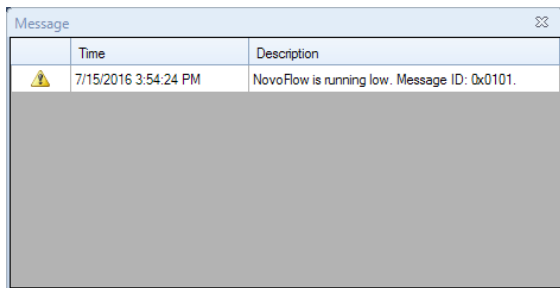 Message
Time Description
7/15/2016 3:54:24 PM NovoFlow is running low. Message ID: 0x0101.